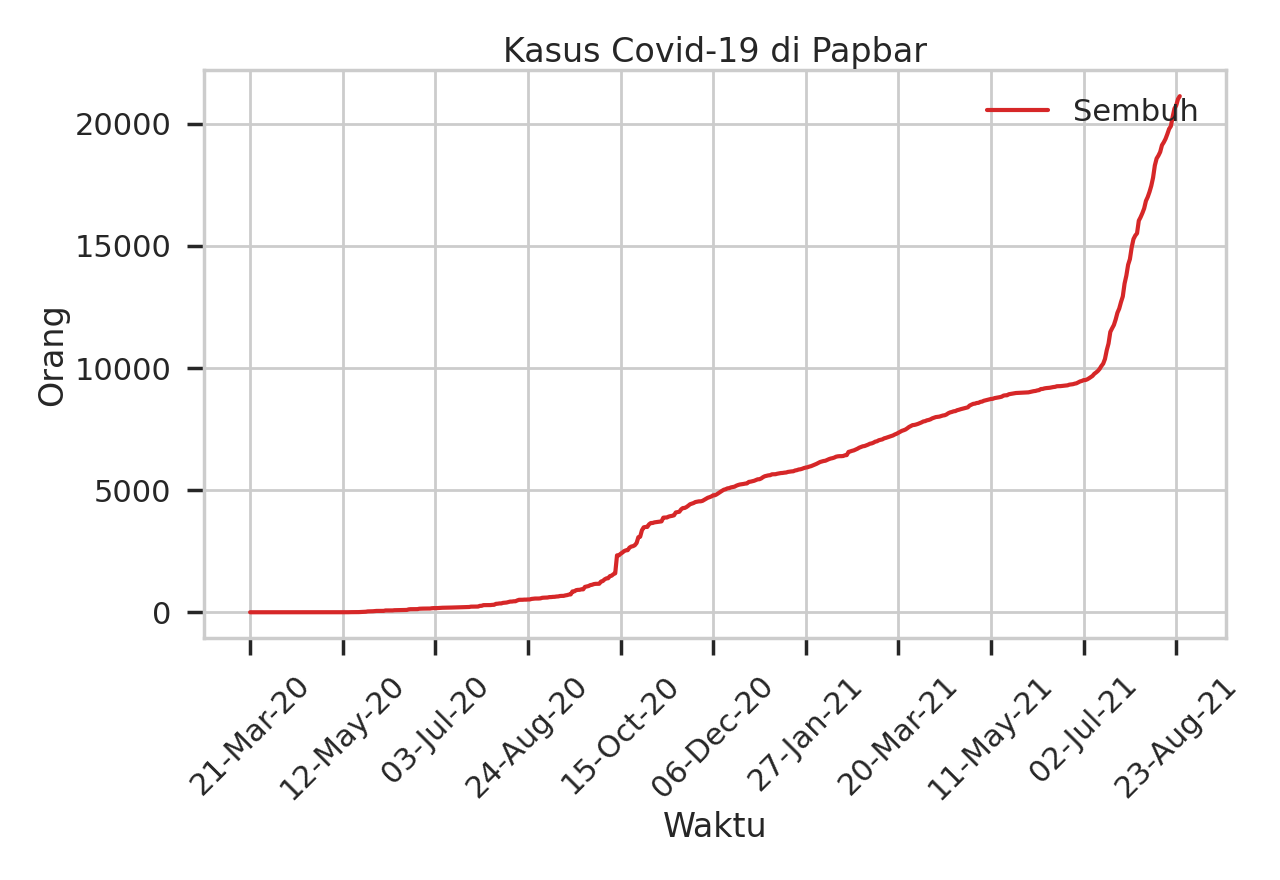 Kasus Covid-19 di Papbar
Sembuh
Orang
20000
15000
10000
5000
0
21-Mar-20
12-May-20
03-Jul-20
24-Aug-20
15-Oct-20
06-Dec-20
27-Jan-21
20-Mar-21
11-May-21
02-Jul-21
23-Aug-21
Waktu